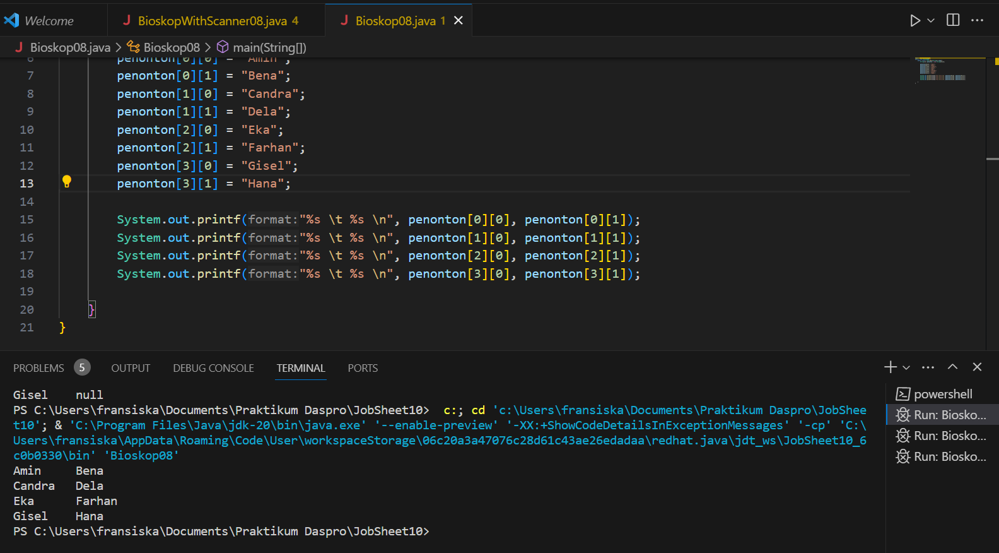 Welcome
J BioskopWithScanner08.java 4
J Bioskop08.java 1
J Bioskop08.java > Bioskop08 > main(String[])
6 penonton[0][0] = "Amin";
7 penonton[0][1] = "Bena";
8 penonton[1][0] = "Candra";
9 penonton[1][1] = "Dela";
10 penonton[2][0] = "Eka";
11 penonton[2][1] = "Farhan";
12 penonton[3][0] = "Gisel";
13 penonton[3][1] = "Hana";
14
15 System.out.printf(format:"%s \t %s \n", penonton[0][0], penonton[0][1]);
16 System.out.printf(format:"%s \t %s \n", penonton[1][0], penonton[1][1]);
17 System.out.printf(format:"%s \t %s \n", penonton[2][0], penonton[2][1]);
18 System.out.printf(format:"%s \t %s \n", penonton[3][0], penonton[3][1]);
19
20 }
21 }
PROBLEMS 5 OUTPUT DEBUG CONSOLE TERMINAL PORTS
Gisel null
PS C:\Users\fransiska\Documents\Praktikum Daspro\JobSheet10> c:; cd 'c:\Users\fransiska\Documents\Praktikum Daspro\JobShee
t10'; & 'C:\Program Files\Java\jdk-20\bin\java.exe' '--enable-preview' '-XX:+ShowCodeDetailsInExceptionMessages' '-cp' 'C:\
Users\fransiska\AppData\Roaming\Code\User\workspaceStorage\06c20a3a47076c28d61c43ae26edadaa\redhat.java\jdt_ws\JobSheet10_6
c0b0330\bin' 'Bioskop08'
Amin Bena
Candra Dela
Eka Farhan
Gisel Hana
PS C:\Users\fransiska\Documents\Praktikum Daspro\JobSheet10>
powershell
Run: Biosko...
Run: Biosko...
Run: Biosko...